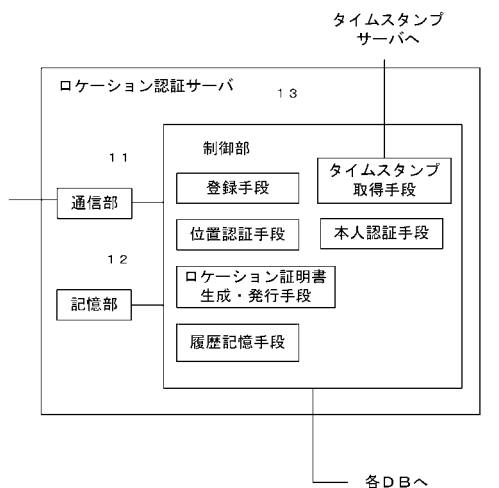 タイムスタンプ
サーバへ
ロケーション認証サーバ
13
制御部
11
通信部
登録手段
タイムスタンプ
取得手段
位置認証手段
本人認証手段
12
記憶部
ロケーション証明書
生成・発行手段
履歴記憶手段
各DBへ